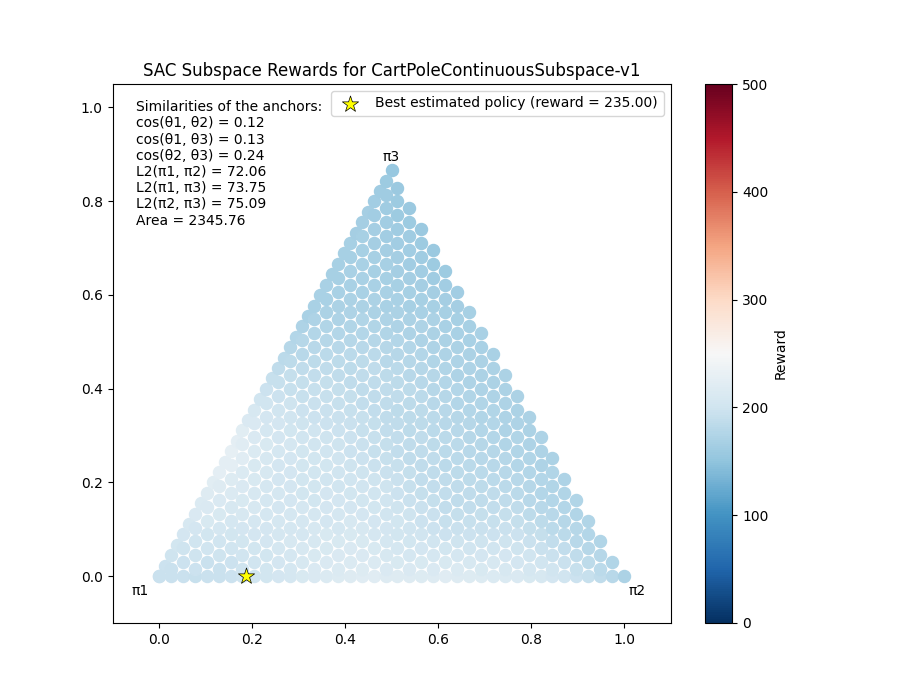 SAC Subspace Rewards for CartPoleContinuousSubspace-v1
Similarities of the anchors:
cos(θ1, θ2) = 0.12
cos(θ1, θ3) = 0.13
cos(θ2, θ3) = 0.24
L2(π1, π2) = 72.06
L2(π1, π3) = 73.75
L2(π2, π3) = 75.09
Area = 2345.76
Best estimated policy (reward = 235.00)
π3
π1
π2
1.0
0.8
0.6
0.4
0.2
0.0
0.0
0.2
0.4
0.6
0.8
1.0
500
400
300
200
100
0
Reward